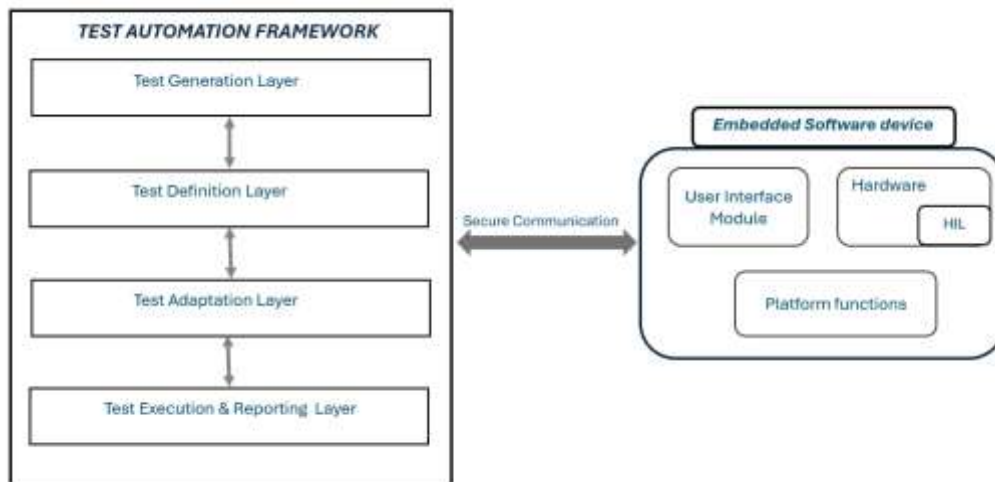 TEST AUTOMATION FRAMEWORK
Test Generation Layer
Test Definition Layer
Test Adaptation Layer
Test Execution & Reporting Layer
Secure Communication
Embedded Software device
User Interface
Module
Hardware
HIL
Platform functions